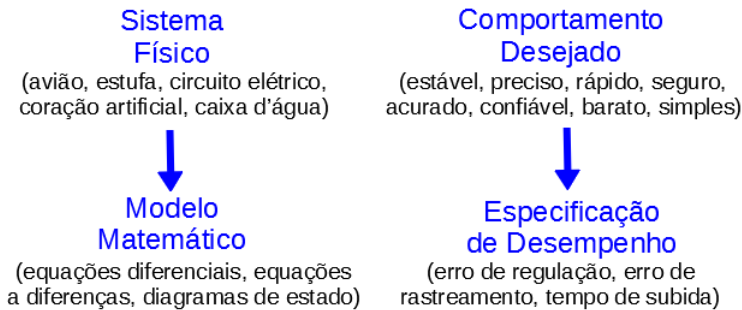 Sistema
Físico
(avião, estufa, circuito elétrico,
coração artificial, caixa d’água)
Modelo
Matemático
(equações diferenciais, equações
a diferenças, diagramas de estado)
Comportamento
Desejado
(estável, preciso, rápido, seguro,
acurado, confiável, barato, simples)
Especificação
de Desempenho
(erro de regulação, erro de
rastreamento, tempo de subida)